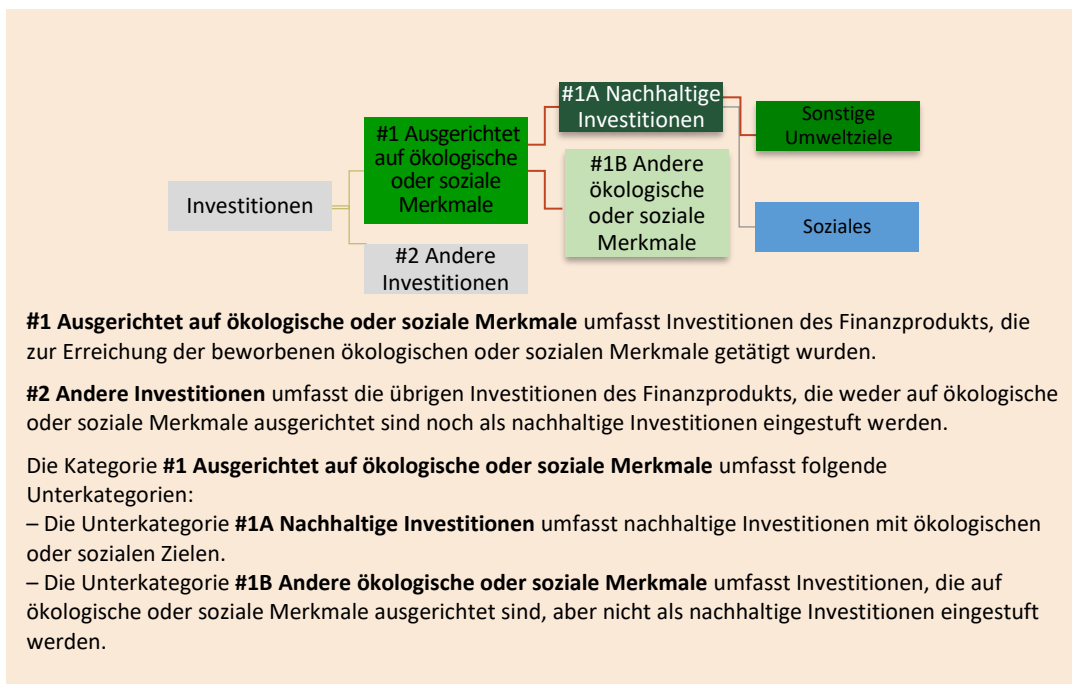 #1A Nachhaltige
Investitionen
Sonstige
Umweltziele
#1 Ausgerichtet
auf ökologische
oder soziale
Merkmale
#1B Andere
ökologische
oder soziale
Merkmale
Investitionen
Soziales
#2 Andere
Investitionen
#1 Ausgerichtet auf ökologische oder soziale Merkmale umfasst Investitionen des Finanzprodukts, die
zur Erreichung der beworbenen ökologischen oder sozialen Merkmale getätigt wurden.
#2 Andere Investitionen umfasst die übrigen Investitionen des Finanzprodukts, die weder auf ökologische
oder soziale Merkmale ausgerichtet sind noch als nachhaltige Investitionen eingestuft werden.
Die Kategorie #1 Ausgerichtet auf ökologische oder soziale Merkmale umfasst folgende
Unterkategorien:
– Die Unterkategorie #1A Nachhaltige Investitionen umfasst nachhaltige Investitionen mit ökologischen
oder sozialen Zielen.
– Die Unterkategorie #1B Andere ökologische oder soziale Merkmale umfasst Investitionen, die auf
ökologische oder soziale Merkmale ausgerichtet sind, aber nicht als nachhaltige Investitionen eingestuft
werden.